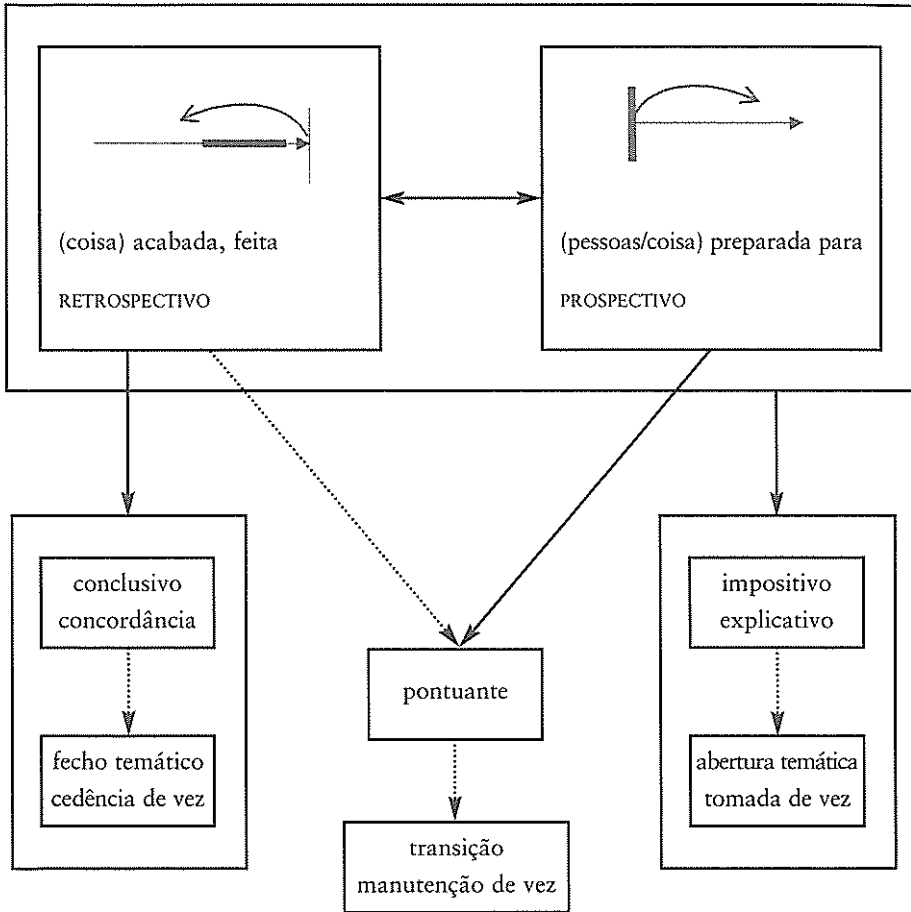 (coisa) acabada, feita
RETROSPECTIVO
(pessoas/coisa) preparada para
PROSPECTIVO
conclusivo
concordância
fecho temático
cedência de vez
pontuante
transição
manutenção de vez
impositivo
explicativo
abertura temática
tomada de vez